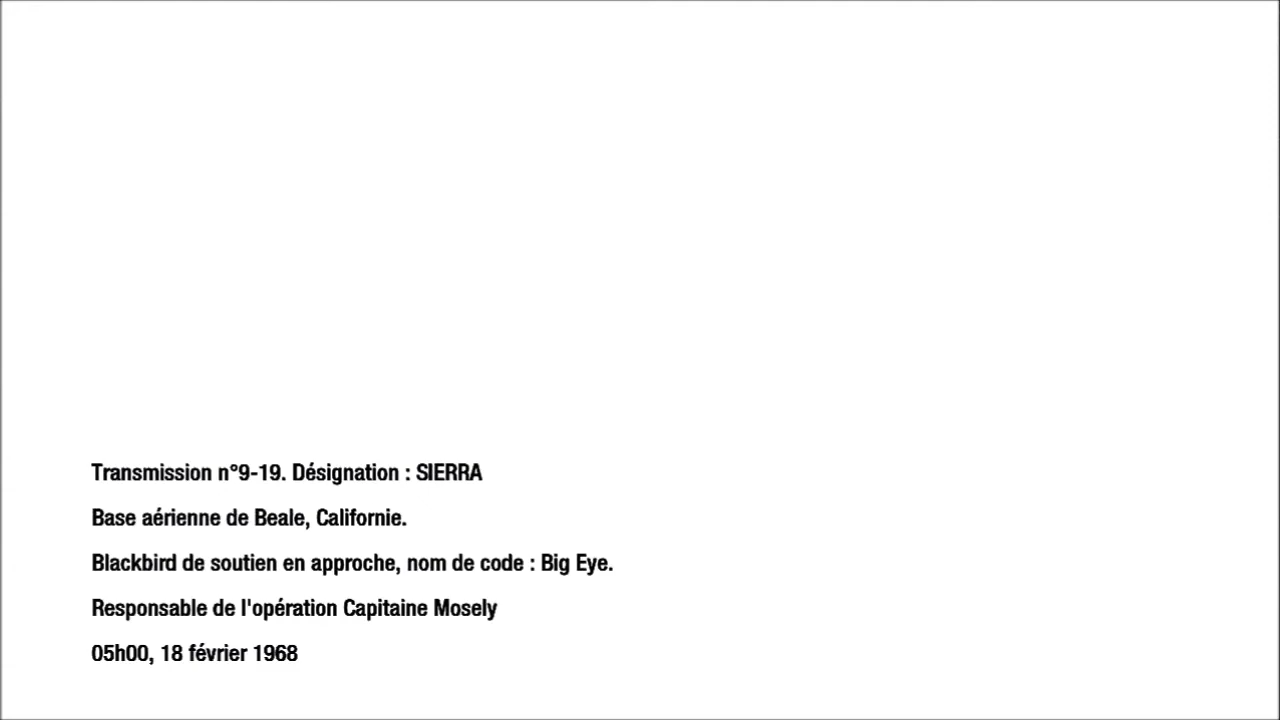 Transmission n°9-19. Désignation : SIERRA
Base aérienne de Beale, Californie.
Blackbird de soutien en approche, nom de code : Big Eye.
Responsable de l'opération Capitaine Mosely
05h00, 18 février 1968